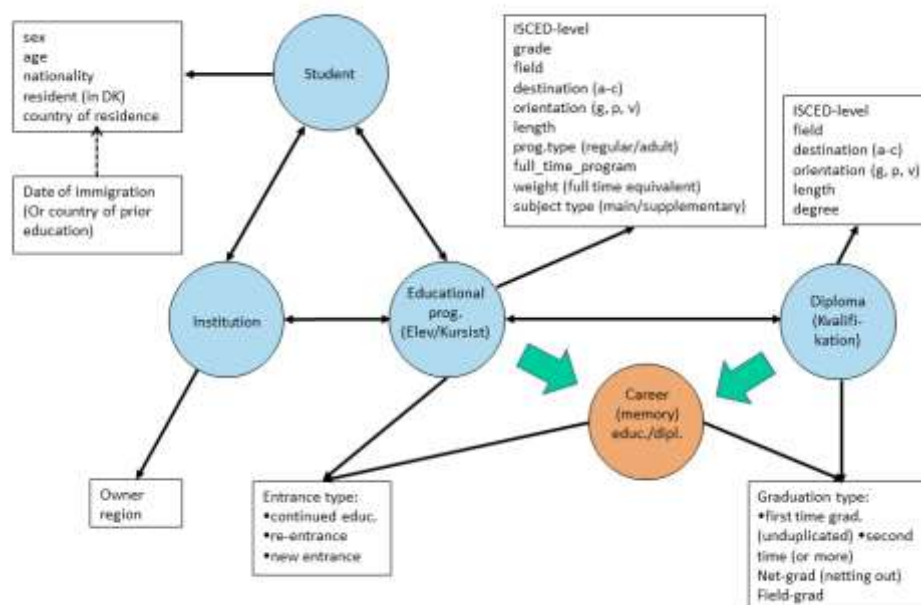 sex
age
nationality
resident (in DK)
country of residence
Student
ISCED-level
grade
field
destination (a-c)
orientation (g, p, v)
length
prog.type (regular/adult)
full_time_program
weight (full time equivalent)
subject type (main/supplementary)
ISCED-level
field
destination (a-c)
orientation (g, p, v)
length
degree
Date of immigration
(Or country of prior
education)
Institution
Educational
prog.
(Elev/Kursist)
Diploma
(Kvalifi-
kation)
Career
(memory)
educ./dipl.
Owner
region
Entrance type:
•continued educ.
•re-entrance
•new entrance
Graduation type:
•first time grad.
(unduplicated) •second
time (or more)
Net-grad (netting out)
Field-grad